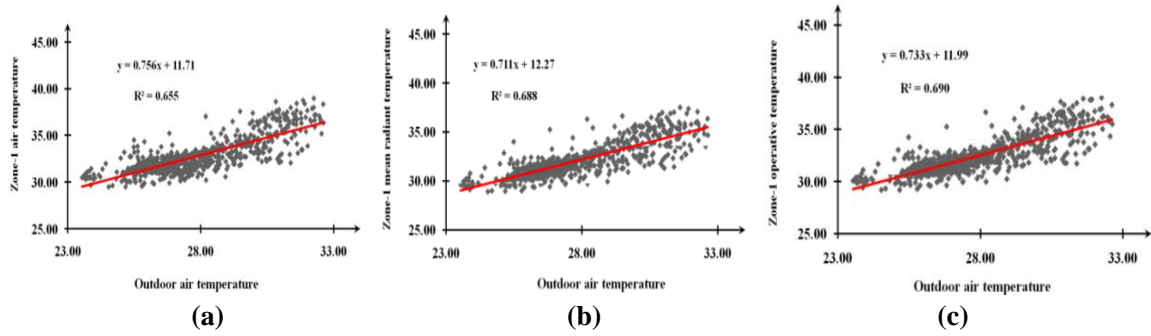 Zone-1 air temperature
45.00
40.00
35.00
30.00
25.00
y = 0.756x + 11.71
R² = 0.655
23.00 28.00 33.00
Outdoor air temperature
(a)
Zone-1 mean radiant temperature
45.00
40.00
35.00
30.00
25.00
y = 0.711x + 12.27
R² = 0.688
23.00 28.00 33.00
Outdoor air temperature
(b)
Zone-1 operative temperature
45.00
40.00
35.00
30.00
25.00
y = 0.733x + 11.99
R² = 0.690
23.00 28.00 33.00
Outdoor air temperature
(c)